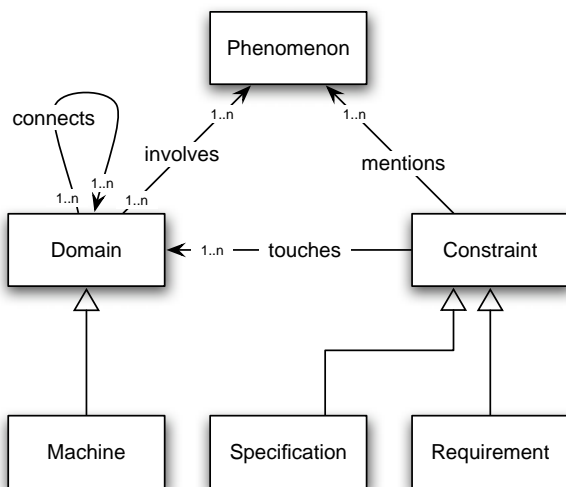 Phenomenon
1..n
1..n
connects
involves
mentions
1..n
1..n
1..n
Domain
1..n
touches
Constraint
Machine
Specification
Requirement